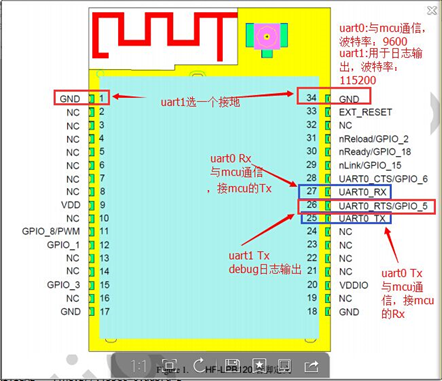 uart0:与mcu通信,
波特率：9600
uart1:用于日志输
出，波特率：
115200
uart1选一个接地
GND 1
NC 2
NC 3
NC 4
NC 5
NC 6
NC 7
NC 8
VDD 9
NC 10
GPIO_8/PWM 11
GPIO_1 12
NC 13
NC 14
GPIO_3 15
NC 16
GND 17
34 GND
33 EXT_RESET
32 NC
31 nReload/GPIO_2
30 nReady/GPIO_18
29 nLink/GPIO_15
28 UART0_CTS/GPIO_6
27 UART0_RX
26 UART0_RTS/GPIO_5
25 UART0_TX
24 NC
23 NC
22 NC
21 NC
20 VDDIO
19 NC
18 GND
uart0 Rx
与mcu通信
，接mcu的Tx
uart1 Tx
debug日志输出
uart0 Tx
与mcu通
信，接mcu
的Rx
1:1
Figure 1.